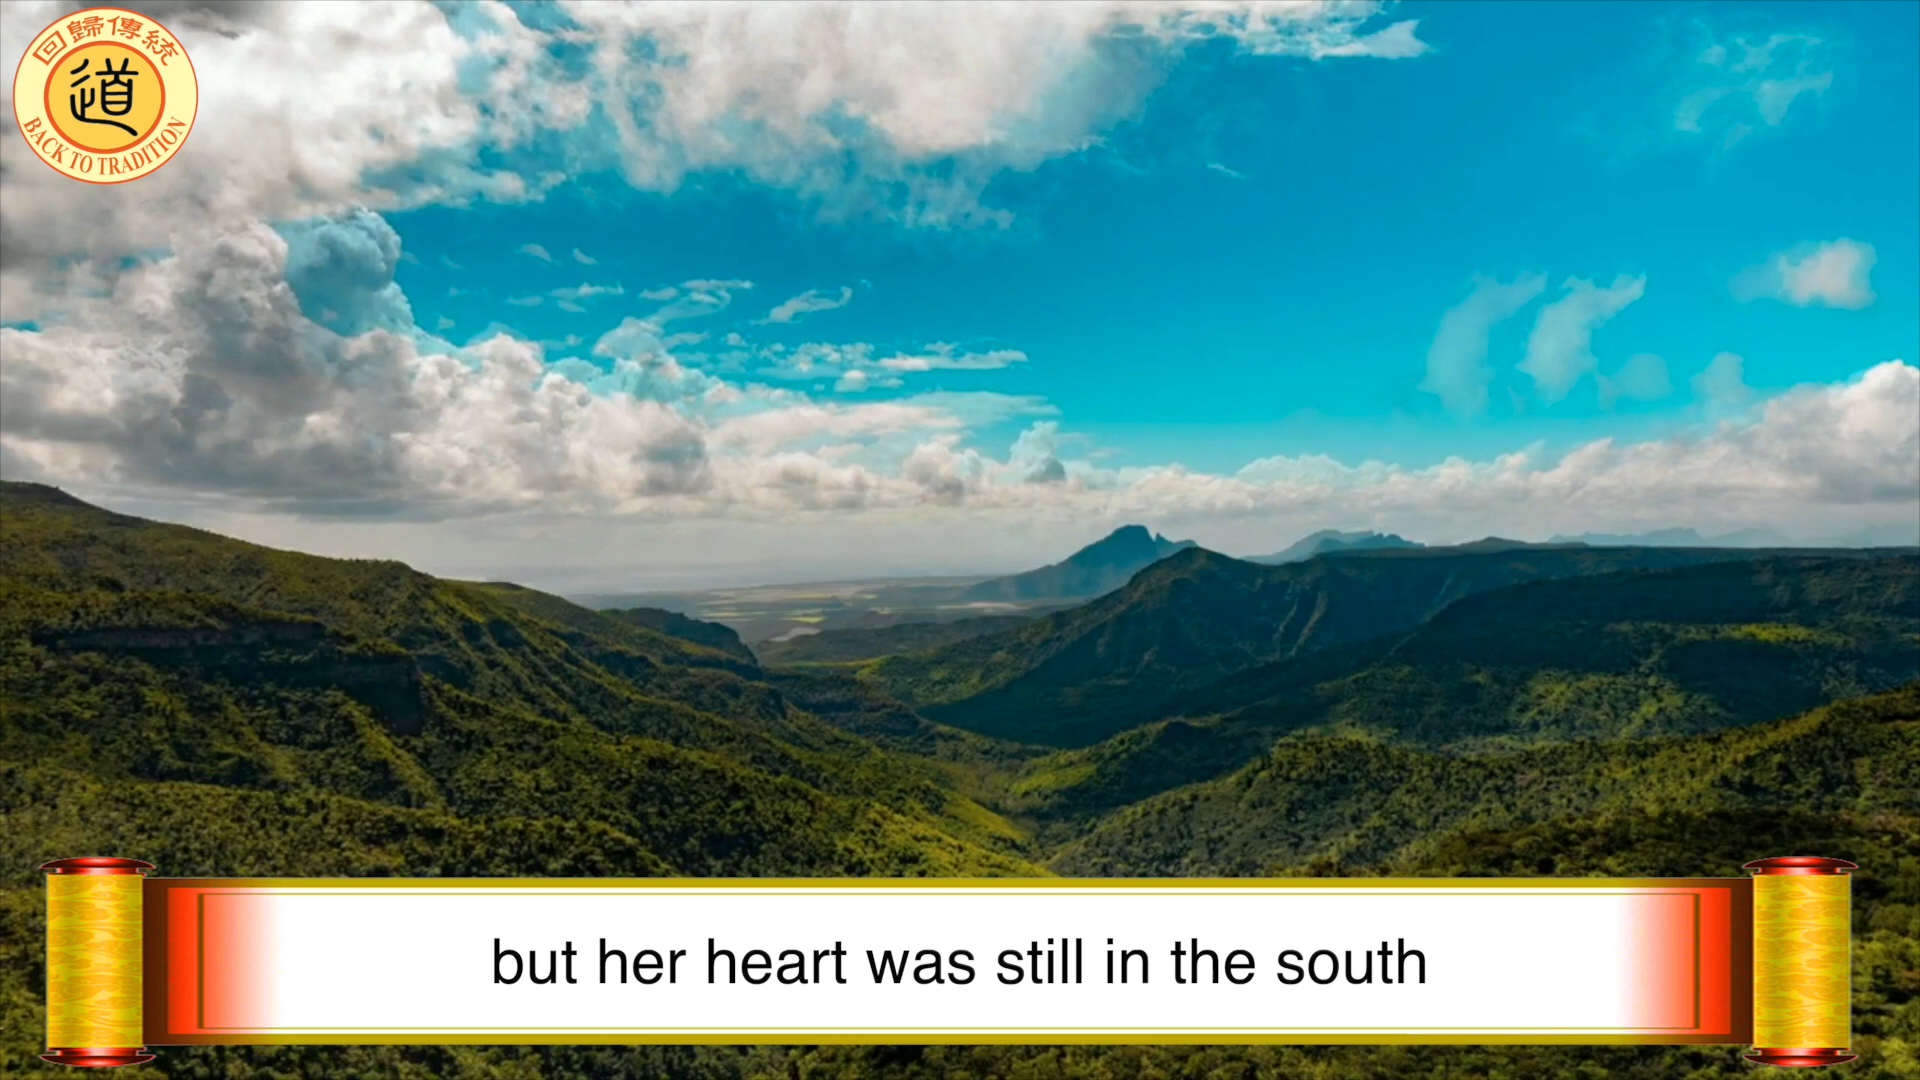 回歸傳統
道
BACK TO TRADITION
but her heart was still in the south